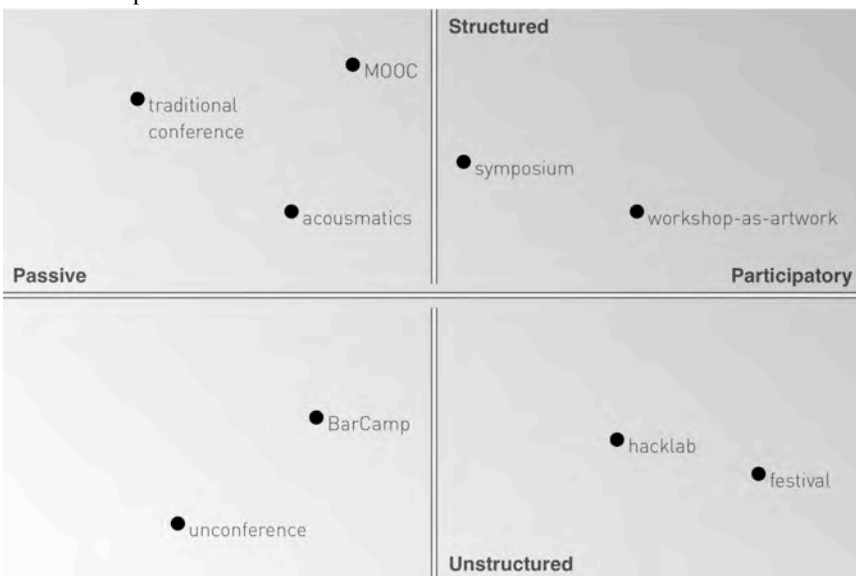 Structured
MOOC
traditional
conference
symposium
acousmatics
workshop-as-artwork
Passive
Participatory
BarCamp
hacklab
festival
unconference
Unstructured